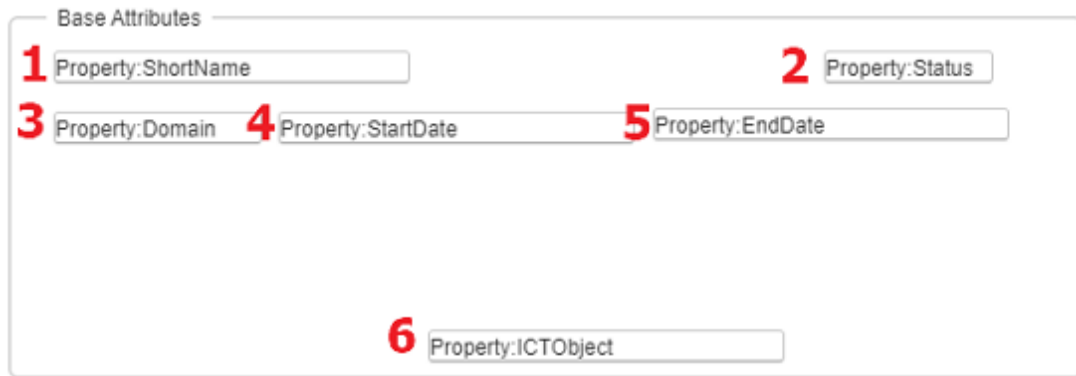 Base Attributes
1 Property:ShortName 2 Property:Status
3 Property:Domain 4 Property:StartDate 5 Property:EndDate
6 Property:ICTObject